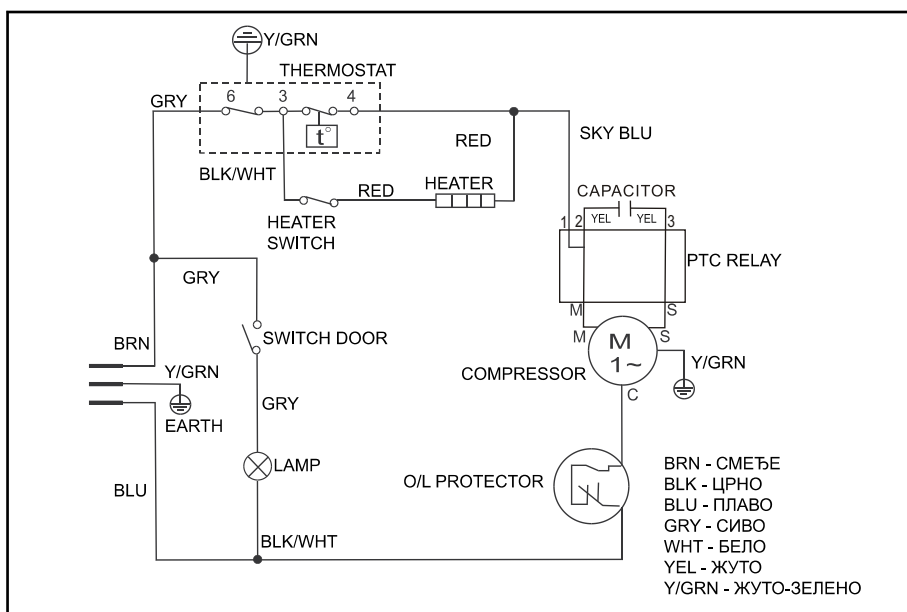 Y/GRN
THERMOSTAT
GRY
6 3 4
t°
RED
SKY BLU
BLK/WHT
RED
HEATER
HEATER
SWITCH
CAPACITOR
1 2 YEL YEL 3
PTC RELAY
M S
M S
M
1~
Y/GRN
COMPRESSOR
C
GRY
SWITCH DOOR
BRN
Y/GRN
EARTH
GRY
LAMP
BLU
BLK/WHT
O/L PROTECTOR
BRN - СМЕЂЕ
BLK - ЦРНО
BLU - ПЛАВО
GRY - СИВО
WHT - БЕЛО
YEL - ЖУТО
Y/GRN - ЖУТО-ЗЕЛЕНО